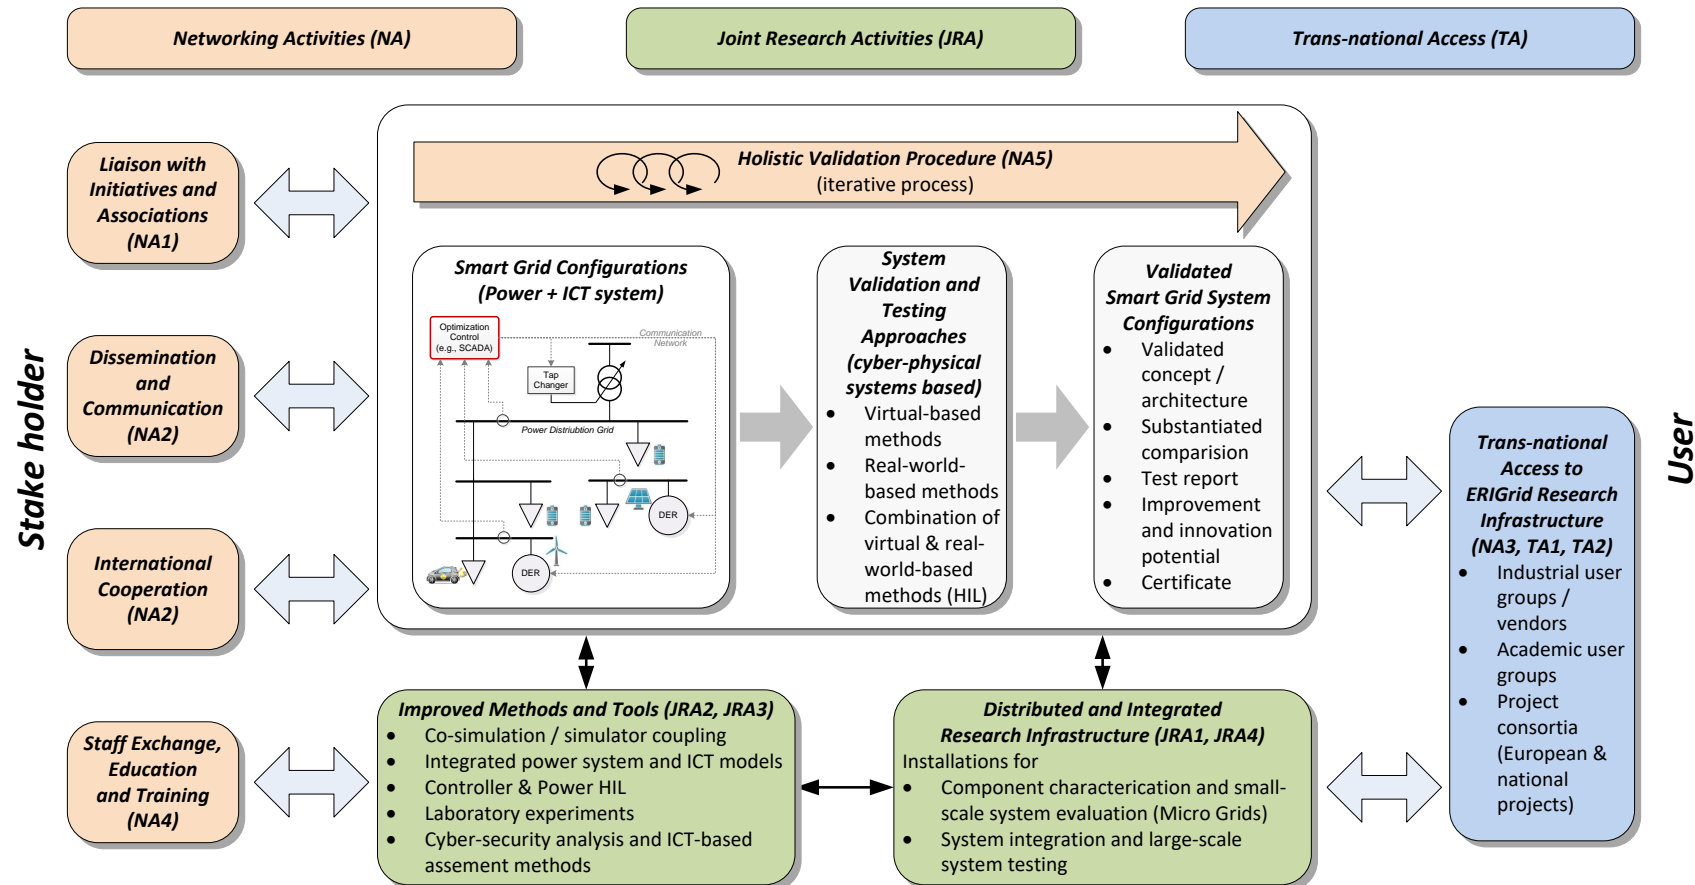 Networking Activities (NA)
Joint Research Activities (JRA)
Trans-national Access (TA)
Stake holder
Liaison with
Initiatives and
Associations
(NA1)
Dissemination
and
Communication
(NA2)
International
Cooperation
(NA2)
Staff Exchange,
Education
and Training
(NA4)
Holistic Validation Procedure (NA5)
(iterative process)
Smart Grid Configurations
(Power + ICT system)
Optimization
Control
(e.g., SCADA)
Communication
Network
Tap
Changer
Power Distriubtion Grid
DER
DER
System
Validation and
Testing
Approaches
(cyber-physical
systems based)
• Virtual-based
methods
• Real-world-
based methods
• Combination of
virtual & real-
world-based
methods (HIL)
Validated
Smart Grid System
Configurations
• Validated
concept /
architecture
• Substantiated
comparision
• Test report
• Improvement
and innovation
potential
• Certificate
Improved Methods and Tools (JRA2, JRA3)
• Co-simulation / simulator coupling
• Integrated power system and ICT models
• Controller & Power HIL
• Laboratory experiments
• Cyber-security analysis and ICT-based
assement methods
Distributed and Integrated
Research Infrastructure (JRA1, JRA4)
Installations for
• Component characterication and small-
scale system evaluation (Micro Grids)
• System integration and large-scale
system testing
Trans-national
Access to
ERIGrid Research
Infrastructure
(NA3, TA1, TA2)
• Industrial user
groups /
vendors
• Academic user
groups
• Project
consortia
(European &
national
projects)
User